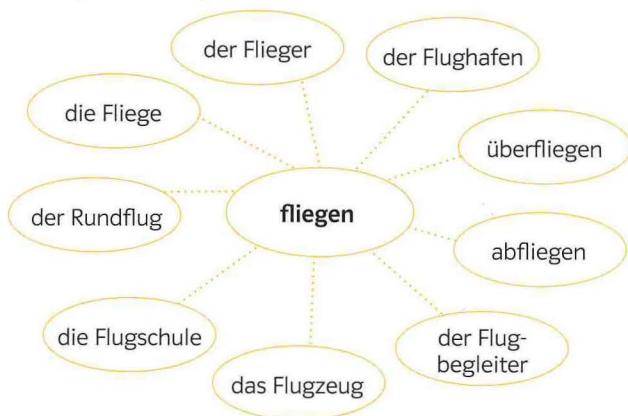 der Flieger
der Flughafen
die Fliege
überfliegen
der Rundflug
fliegen
abfliegen
die Flugschule
der Flug-
begleiter
das Flugzeug